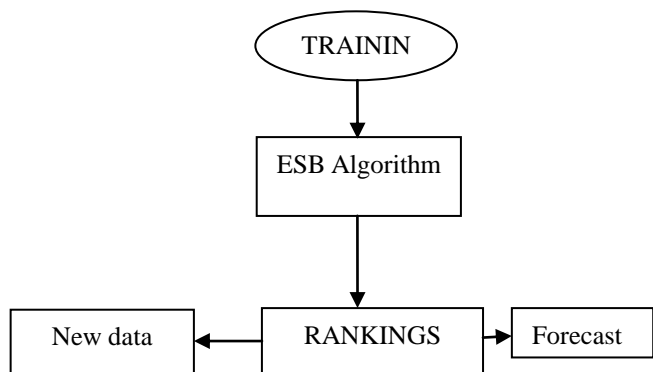 TRAININ
ESB Algorithm
New data
RANKINGS
Forecast